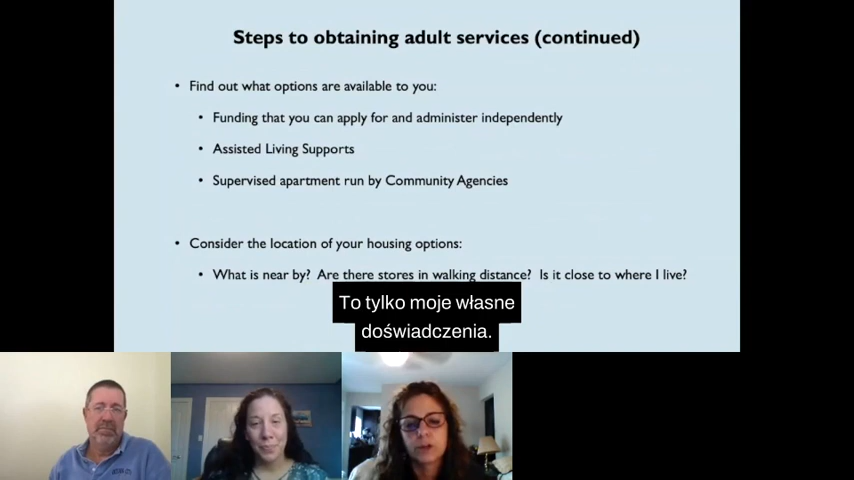 Steps to obtaining adult services (continued)
• Find out what options are available to you:
• Funding that you can apply for and administer independently
• Assisted Living Supports
• Supervised apartment run by Community Agencies
• Consider the location of your housing options:
• What is near by? Are there stores in walking distance? Is it close to where I live?
To tylko moje własne
doświadczenia.